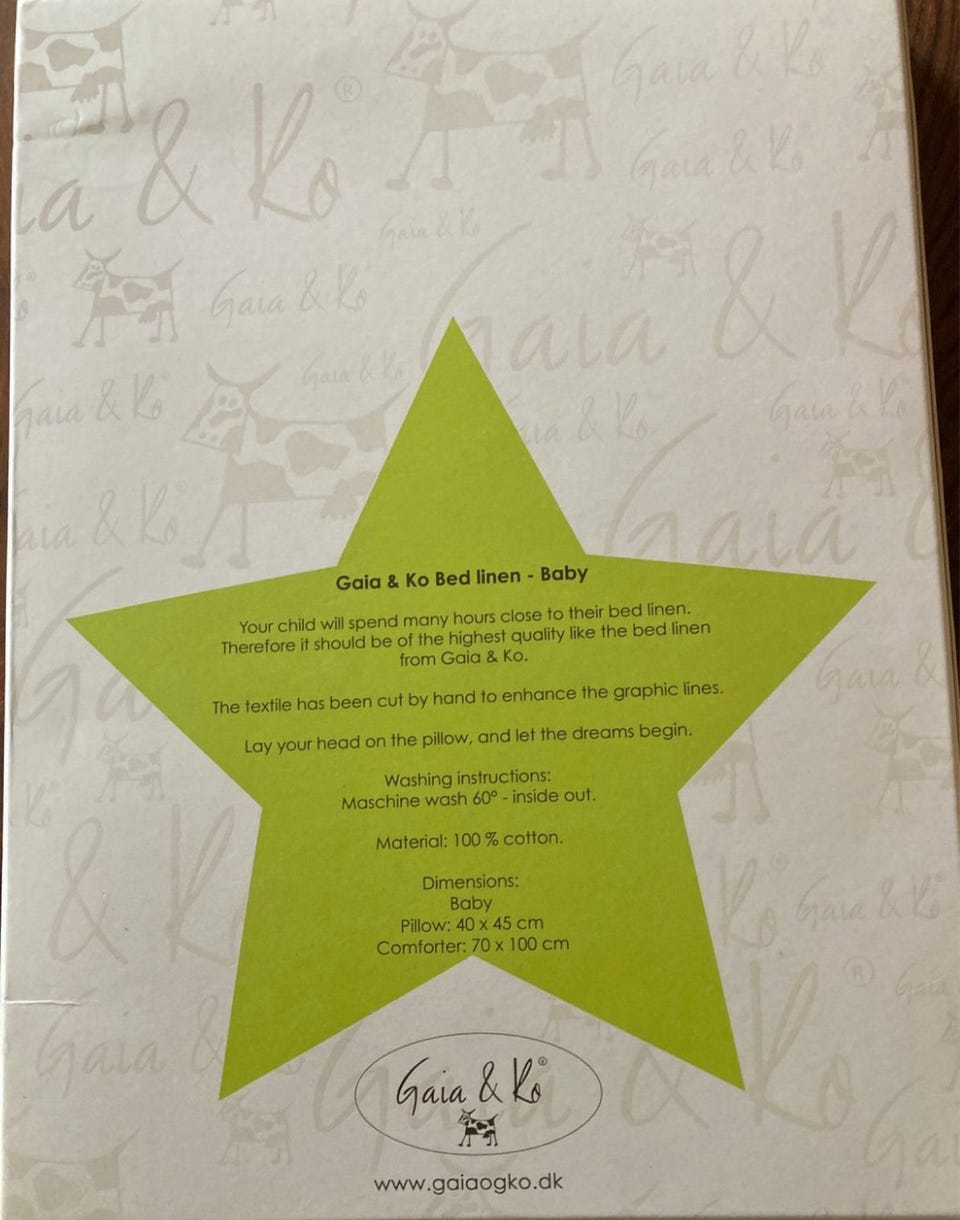 Gaia & Ko Bed linen - Baby
Your child will spend many hours close to their bed linen.
Therefore it should be of the highest quality like the bed linen
from Gaia & Ko.
The textile has been cut by hand to enhance the graphic lines.
Lay your head on the pillow, and let the dreams begin.
Washing instructions:
Maschine wash 60° - inside out.
Material: 100 % cotton.
Dimensions:
Baby
Pillow: 40 x 45 cm
Comforter: 70 x 100 cm
Gaia & Ko®
www.gaiaogko.dk